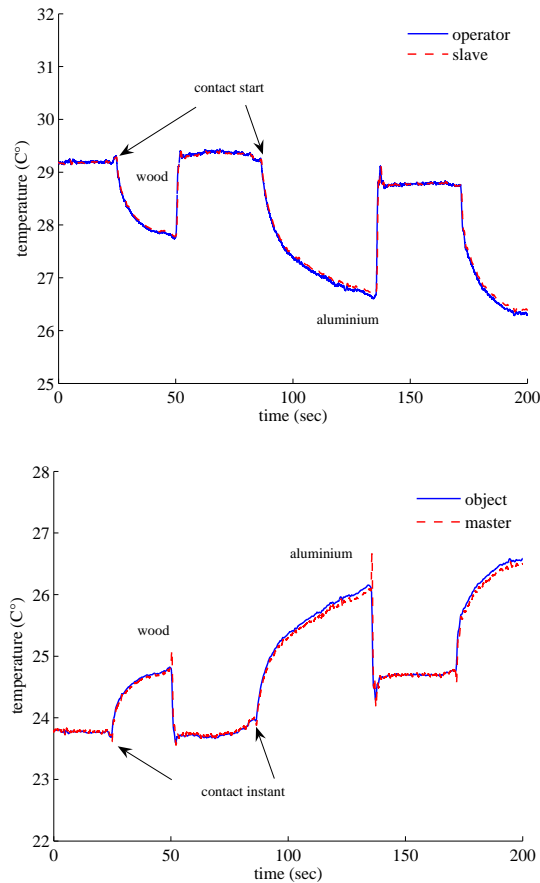 32
31
30
29
28
27
26
25
temperature (C°)
operator
slave
contact start
wood
aluminium
0
50
100
150
200
time (sec)
28
27
26
25
24
23
22
temperature (C°)
object
master
aluminium
wood
contact instant
0
50
100
150
200
time (sec)